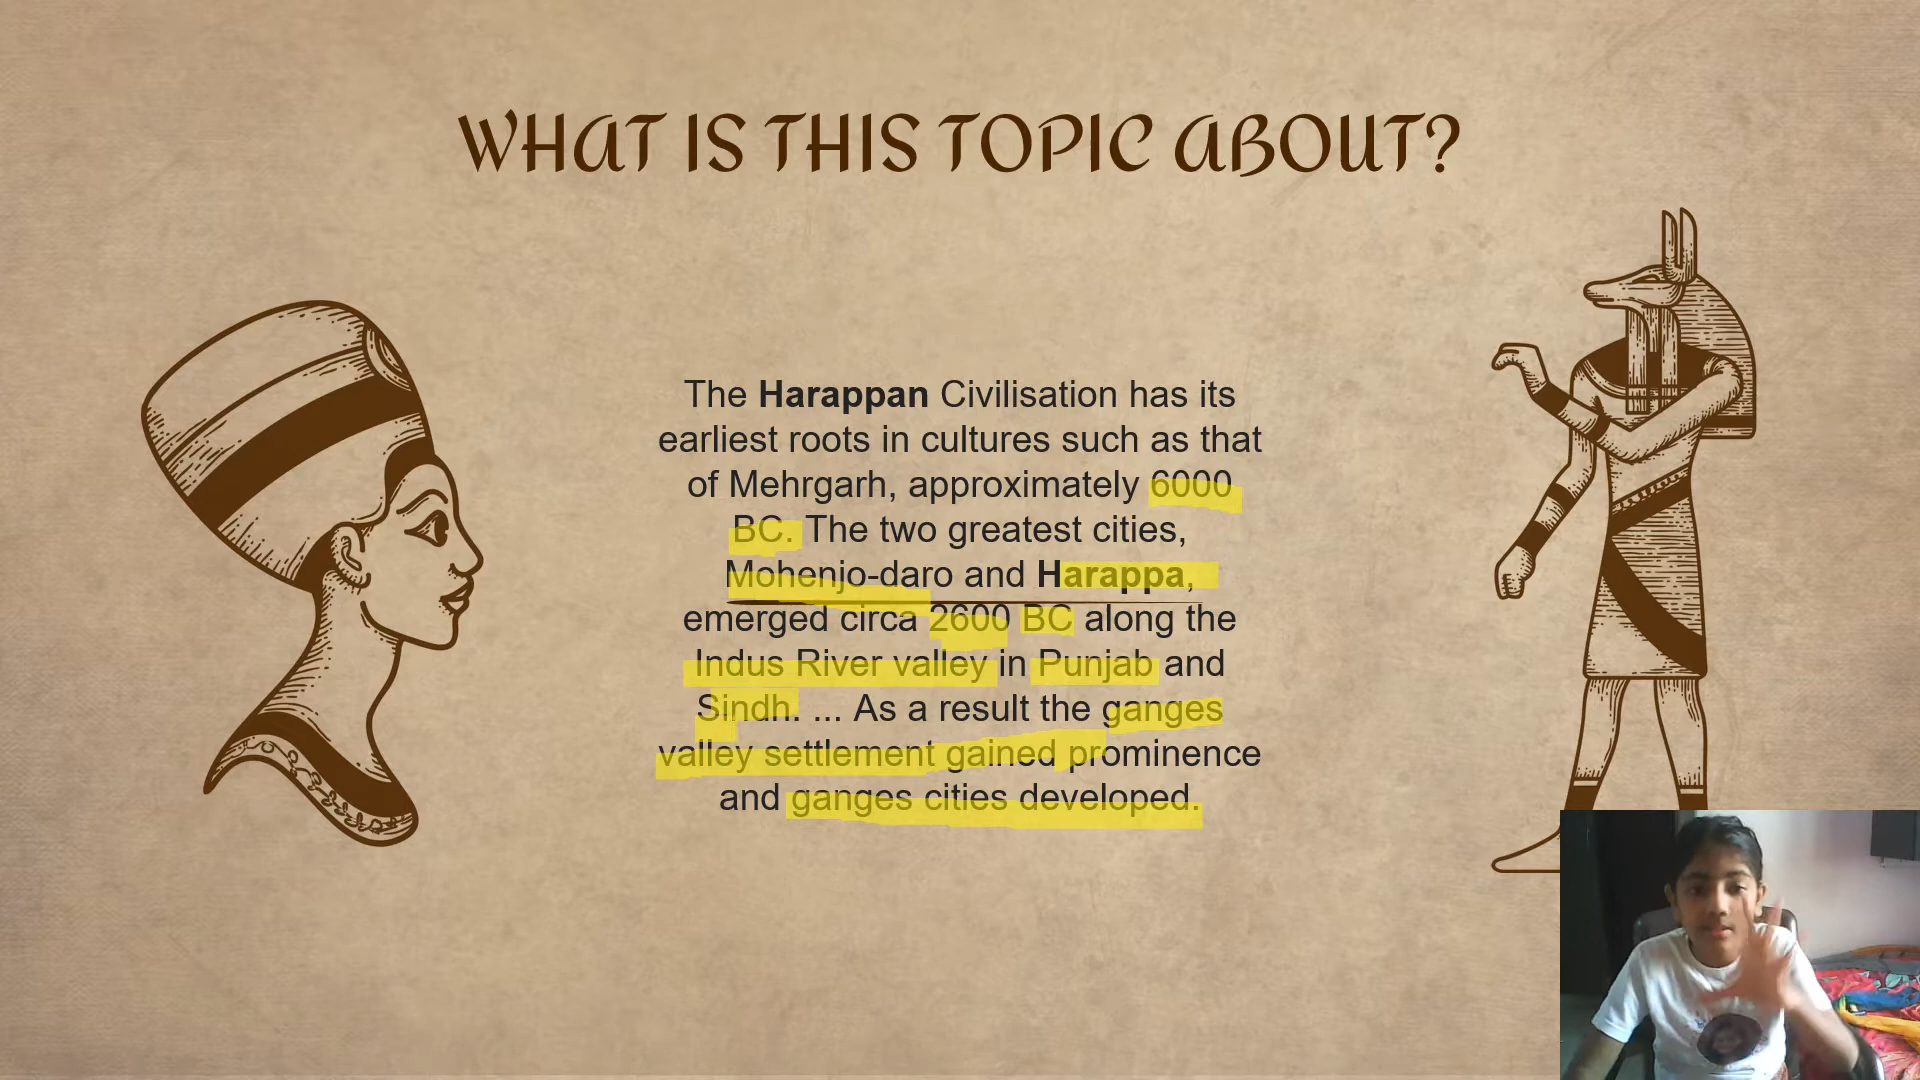 WHAT IS THIS TOPIC ABOUT?
The Harappan Civilisation has its
earliest roots in cultures such as that
of Mehrgarh, approximately 6000
BC. The two greatest cities,
Mohenjo-daro and Harappa,
emerged circa 2600 BC along the
Indus River valley in Punjab and
Sindh. ... As a result the ganges
valley settlement gained prominence
and ganges cities developed.